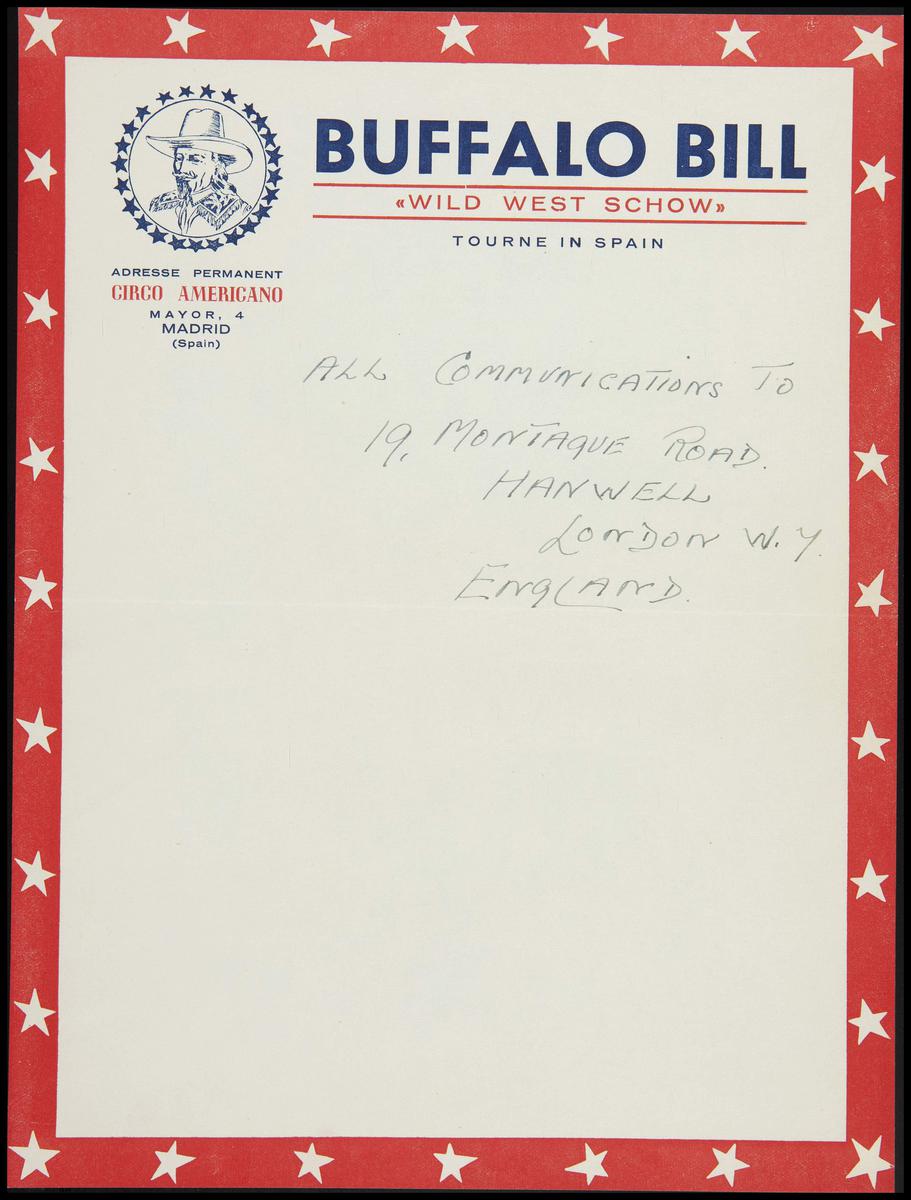 BUFFALO BILL
«WILD WEST SCHOW»
TOURNE IN SPAIN
ADRESSE PERMANENT
CIRCO AMERICANO
MAYOR, 4
MADRID
(Spain)
ALL COMMUNICATIONS TO
19, MONTAGUE ROAD.
HANWELL
LONDON W.7.
ENGLAND.